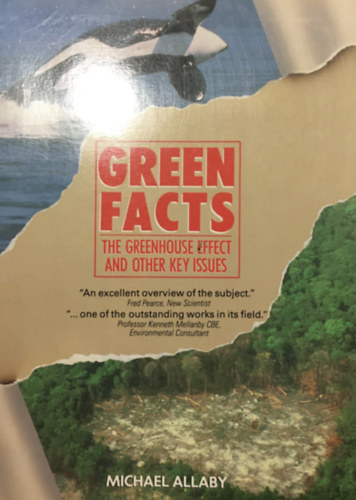 GREEN
FACTS
THE GREENHOUSE EFFECT
AND OTHER KEY ISSUES
"An excellent overview of the subject."
Fred Pearce, New Scientist
"... one of the outstanding works in its field."
Professor Kenneth Mellanby CBE,
Environmental Consultant
MICHAEL ALLABY